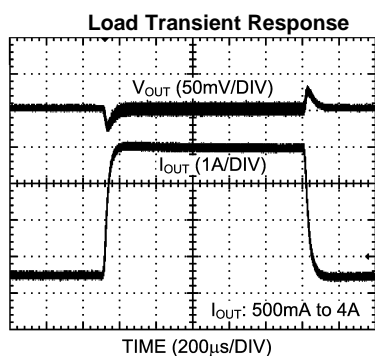 Load Transient Response
VOUT (50mV/DIV)
IOUT (1A/DIV)
IOUT: 500mA to 4A
TIME (200μs/DIV)